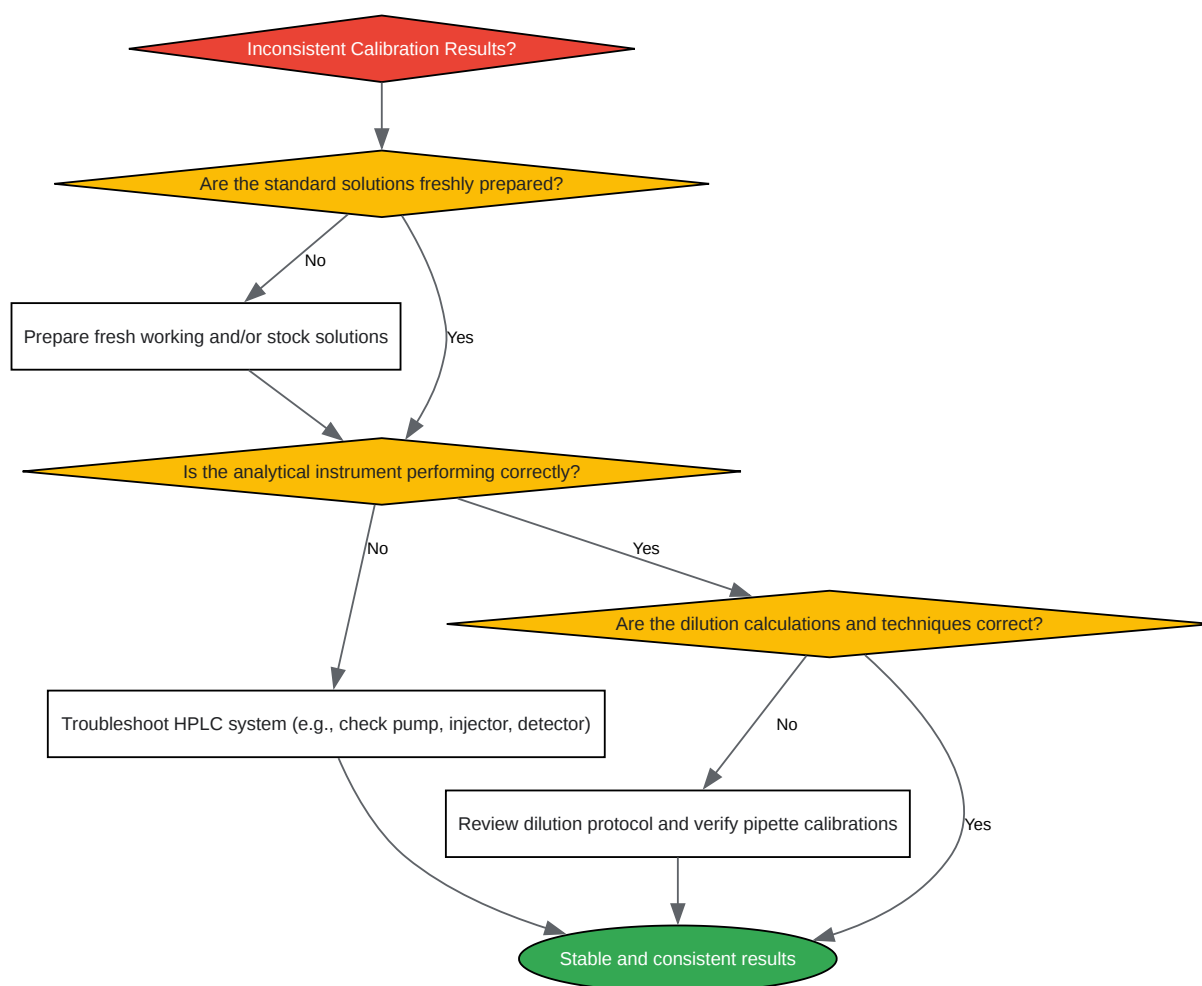 Inconsistent Calibration Results?
Are the standard solutions freshly prepared?
No
Prepare fresh working and/or stock solutions
Yes
Is the analytical instrument performing correctly?
No
Yes
Are the dilution calculations and techniques correct?
Troubleshoot HPLC system (e.g., check pump, injector, detector)
No
Review dilution protocol and verify pipette calibrations
Yes
Stable and consistent results